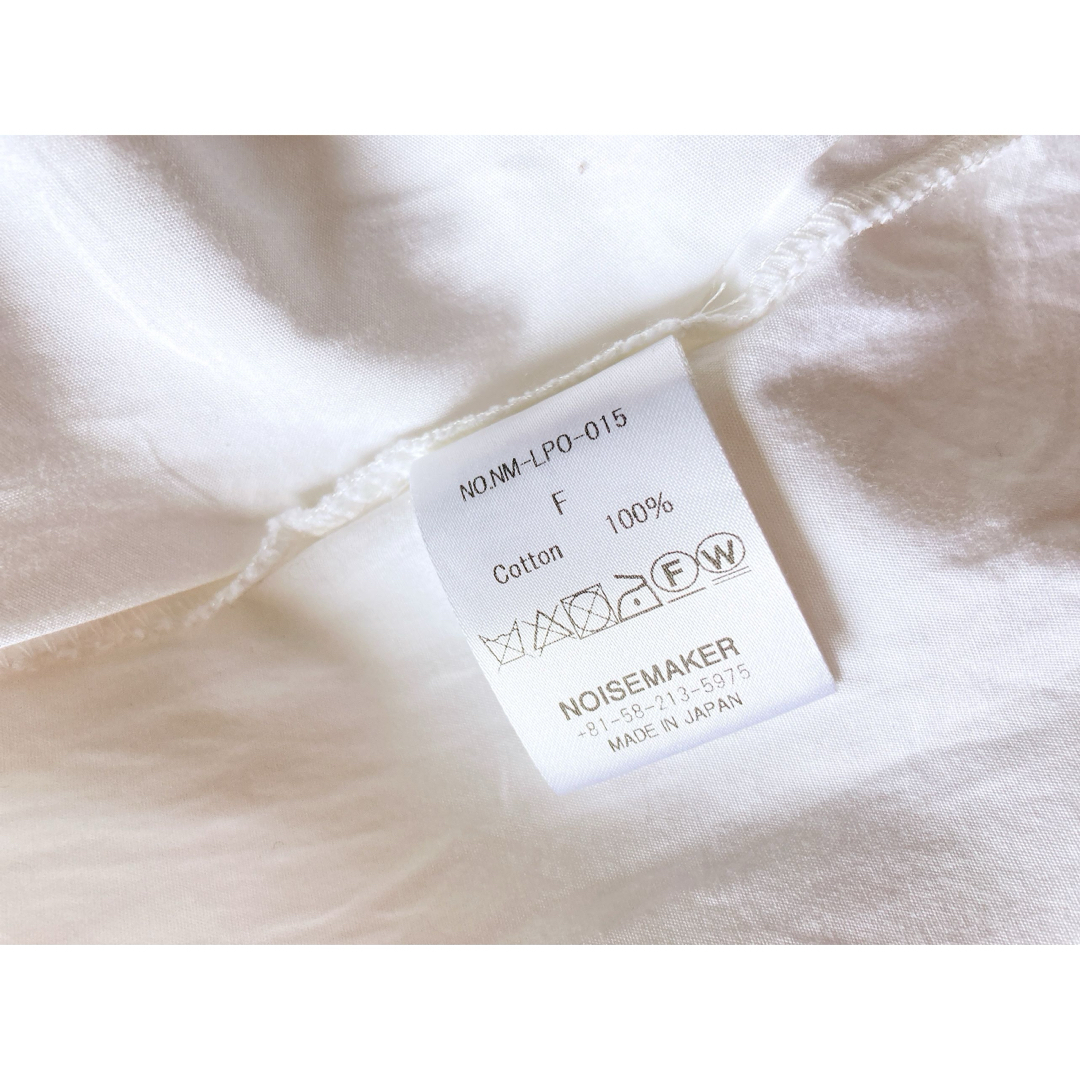 NO.NM-LPO-015
F
Cotton 100%
F W
NOISEMAKER
+81-58-213-5975
MADE IN JAPAN